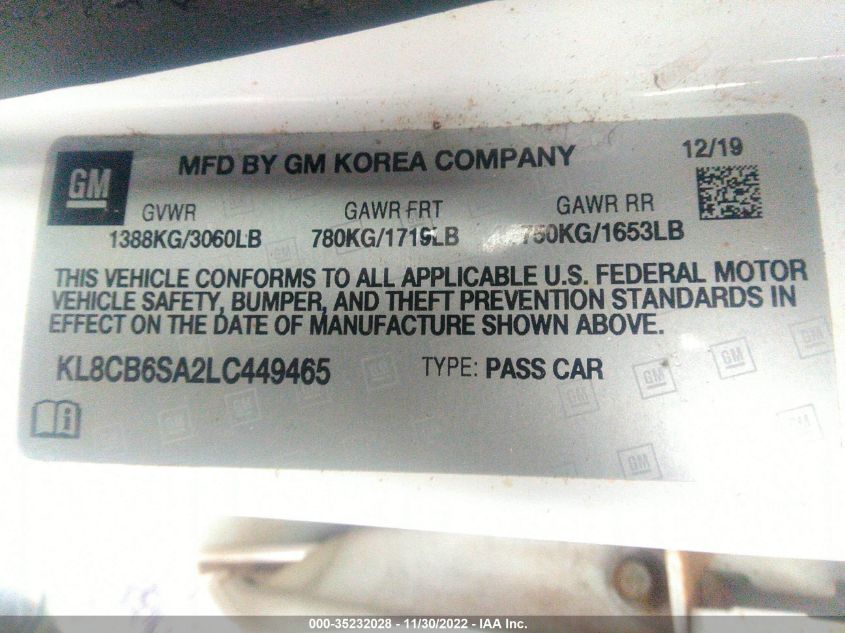 GM
MFD BY GM KOREA COMPANY
12/19
GVWR GAWR FRT GAWR RR
1388KG/3060LB 780KG/1719LB 750KG/1653LB
THIS VEHICLE CONFORMS TO ALL APPLICABLE U.S. FEDERAL MOTOR
VEHICLE SAFETY, BUMPER, AND THEFT PREVENTION STANDARDS IN
EFFECT ON THE DATE OF MANUFACTURE SHOWN ABOVE.
KL8CB6SA2LC449465 TYPE: PASS CAR
000-35232028 - 11/30/2022 - IAA Inc.